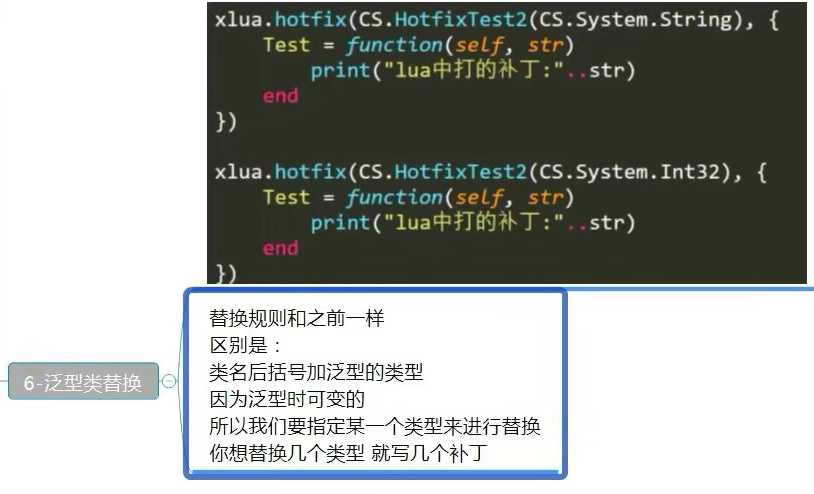 xlua.hotfix(CS.HotfixTest2(CS.System.String), {
    Test = function(self, str)
        print("lua中打的补丁:"..str)
    end
})
xlua.hotfix(CS.HotfixTest2(CS.System.Int32), {
    Test = function(self, str)
        print("lua中打的补丁:"..str)
    end
})
替换规则和之前一样
区别是：
类名后括号加泛型的类型
因为泛型时可变的
所以我们要指定某一个类型来进行替换
你想替换几个类型 就写几个补丁
6-泛型类替换